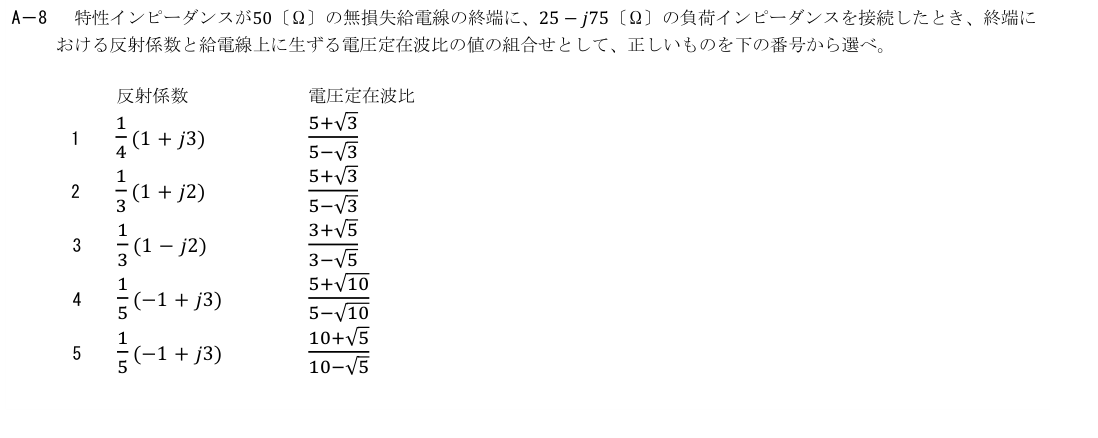 A－8　特性インピーダンスが50〔Ω〕の無損失給電線の終端に、25 − j75〔Ω〕の負荷インピーダンスを接続したとき、終端に
おける反射係数と給電線上に生ずる電圧定在波比の値の組合せとして、正しいものを下の番号から選べ。
反射係数　電圧定在波比
1　1/4 (1 + j3)　(5+√3)/(5−√3)
2　1/3 (1 + j2)　(5+√3)/(5−√3)
3　1/3 (1 − j2)　(3+√5)/(3−√5)
4　1/5 (−1 + j3)　(5+√10)/(5−√10)
5　1/5 (−1 + j3)　(10+√5)/(10−√5)